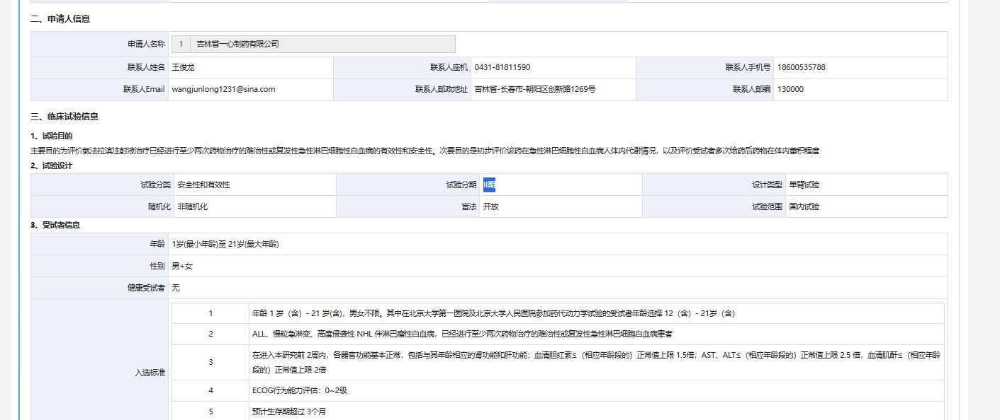 二、申请人信息
申请人名称 1 吉林省一心制药有限公司
联系人姓名 王俊龙 联系人座机 0431-81811590 联系人手机号 18600535788
联系人Email wangjunlong1231@sina.com 联系人邮政地址 吉林省-长春市-朝阳区创新路1269号 联系人邮编 130000
三、临床试验信息
1、试验目的
主要目的为评价氯法拉滨注射液治疗已经进行至少两次药物治疗的难治性或复发性急性淋巴细胞性白血病的有效性和安全性。次要目的是初步评价该药在急性淋巴细胞性白血病人体内代谢情况，以及评价受试者多次给药后药物在体内蓄积程度
2、试验设计
试验分类 安全性和有效性 试验分期 II期 设计类型 单臂试验
随机化 非随机化 盲法 开放 试验范围 国内试验
3、受试者信息
年龄 1岁(最小年龄)至 21岁(最大年龄)
性别 男+女
健康受试者 无
入选标准
1 年龄 1 岁（含）- 21 岁(含)，男女不限。其中在北京大学第一医院及北京大学人民医院参加药代动力学试验的受试者年龄选择 12（含）- 21岁（含）
2 ALL、慢粒急淋变、高度侵袭性 NHL 伴淋巴瘤性白血病，已经进行至少两次药物治疗的难治性或复发性急性淋巴细胞白血病患者
3 在进入本研究前 2周内，各器官功能基本正常，包括与其年龄相应的肾功能和肝功能：血清胆红素≤（相应年龄段的）正常值上限 1.5倍；AST、ALT≤（相应年龄段的）正常值上限 2.5 倍，血清肌酐≤（相应年龄
段的）正常值上限 2倍
4 ECOG行为能力评估：0~2级
5 预计生存期超过 3个月